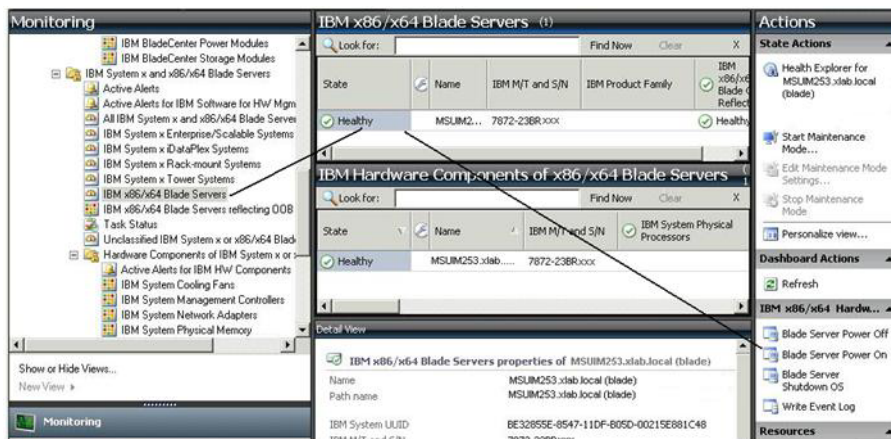 Monitoring
IBM BladeCenter Power Modules
IBM BladeCenter Storage Modules
IBM System x and x86/x64 Blade Servers
Active Alerts
Active Alerts for IBM Software for HW Mgm
All IBM System x and x86/x64 Blade Server
IBM System x Enterprise/Scalable Systems
IBM System x iDataPlex Systems
IBM System x Rack-mount Systems
IBM System x Tower Systems
IBM x86/x64 Blade Servers
IBM x86/x64 Blade Servers reflecting OOB
Task Status
Unclassified IBM System x or x86/x64 Blad
Hardware Components of IBM System x or
Active Alerts for IBM HW Components
IBM System Cooling Fans
IBM System Management Controllers
IBM System Network Adapters
IBM System Physical Memory
Show or Hide Views...
New View
Monitoring
IBM x86/x64 Blade Servers (1)
Look for: Find Now Clear X
State Name IBM M/T and S/N IBM Product Family IBM x86/x6 Blade Reflect
Healthy MSUIM2... 7872-23BRxxx Healthy
IBM Hardware Components of x86/x64 Blade Servers
Look for: Find Now Clear X
State Name IBM M/T and S/N IBM System Physical Processors
Healthy MSUIM253.xlab.... 7872-23BRxxx
Detail View
IBM x86/x64 Blade Servers properties of MSUIM253.xlab.local (blade)
Name MSUIM253.xlab.local (blade)
Path name MSUIM253.xlab.local (blade)
IBM System UUID BE32855E-8547-11DF-B05D-00215E881C48
IBM M/T and S/N 7872-23BRxxx
Actions
State Actions
Health Explorer for
MSUIM253.xlab.local
(blade)
Start Maintenance
Mode...
Edit Maintenance Mode
Settings...
Stop Maintenance
Mode
Personalize view...
Dashboard Actions
Refresh
IBM x86/x64 Hardw...
Blade Server Power Off
Blade Server Power On
Blade Server
Shutdown OS
Write Event Log
Resources